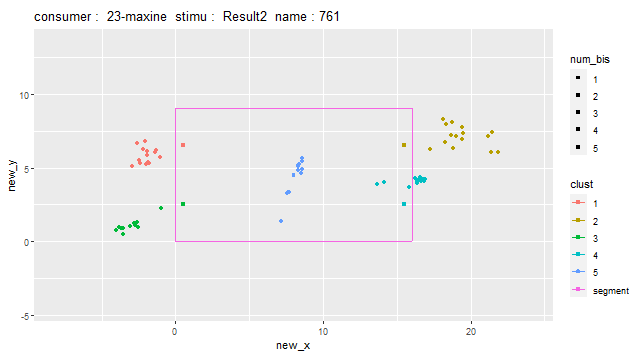 consumer :  23-maxine  stimu :  Result2  name : 761
10
5
0
-5
new_y
0
10
20
new_x
num_bis
1
2
3
4
5
clust
1
2
3
4
5
segment